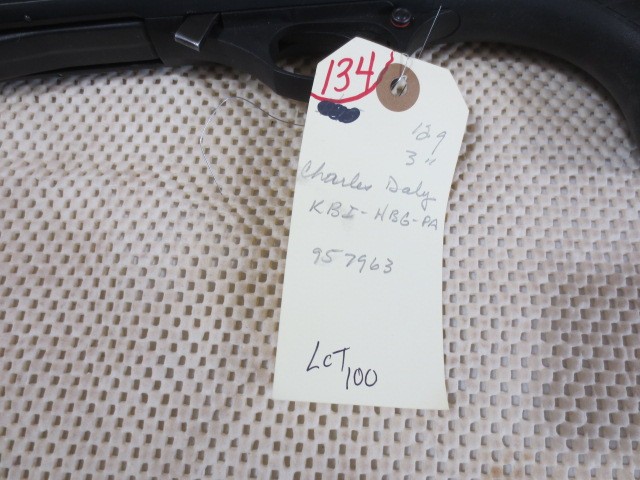 134
12g
3"
Charles Daly
KBI-HBG-PA
957963
LcT 100